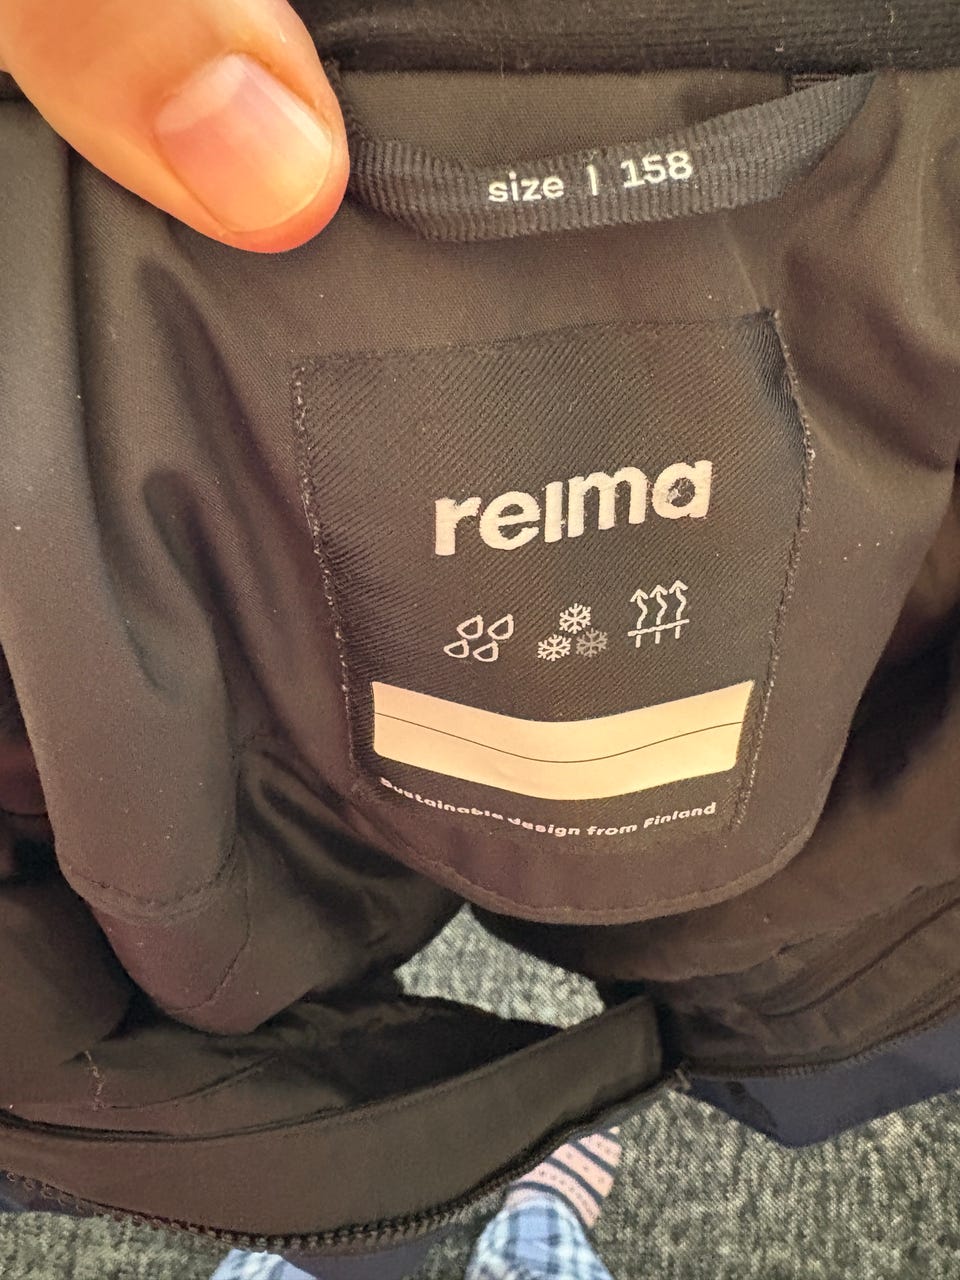 size | 158
reima
Sustainable design from Finland